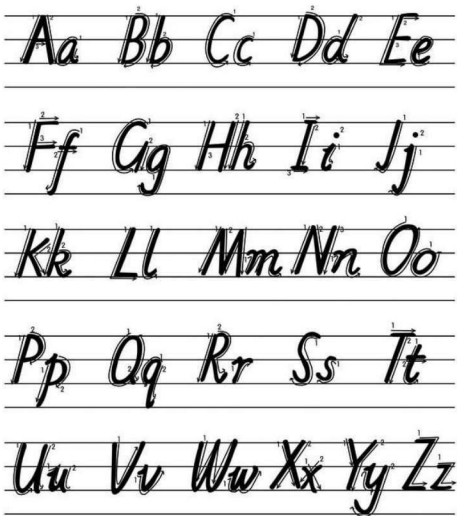 Aa Bb Cc Dd Ee
Ff Gg Hh Ii Jj
Kk Ll Mm Nn Oo
Pp Qq Rr Ss Tt
Uu Vv Ww Xx Yy Zz